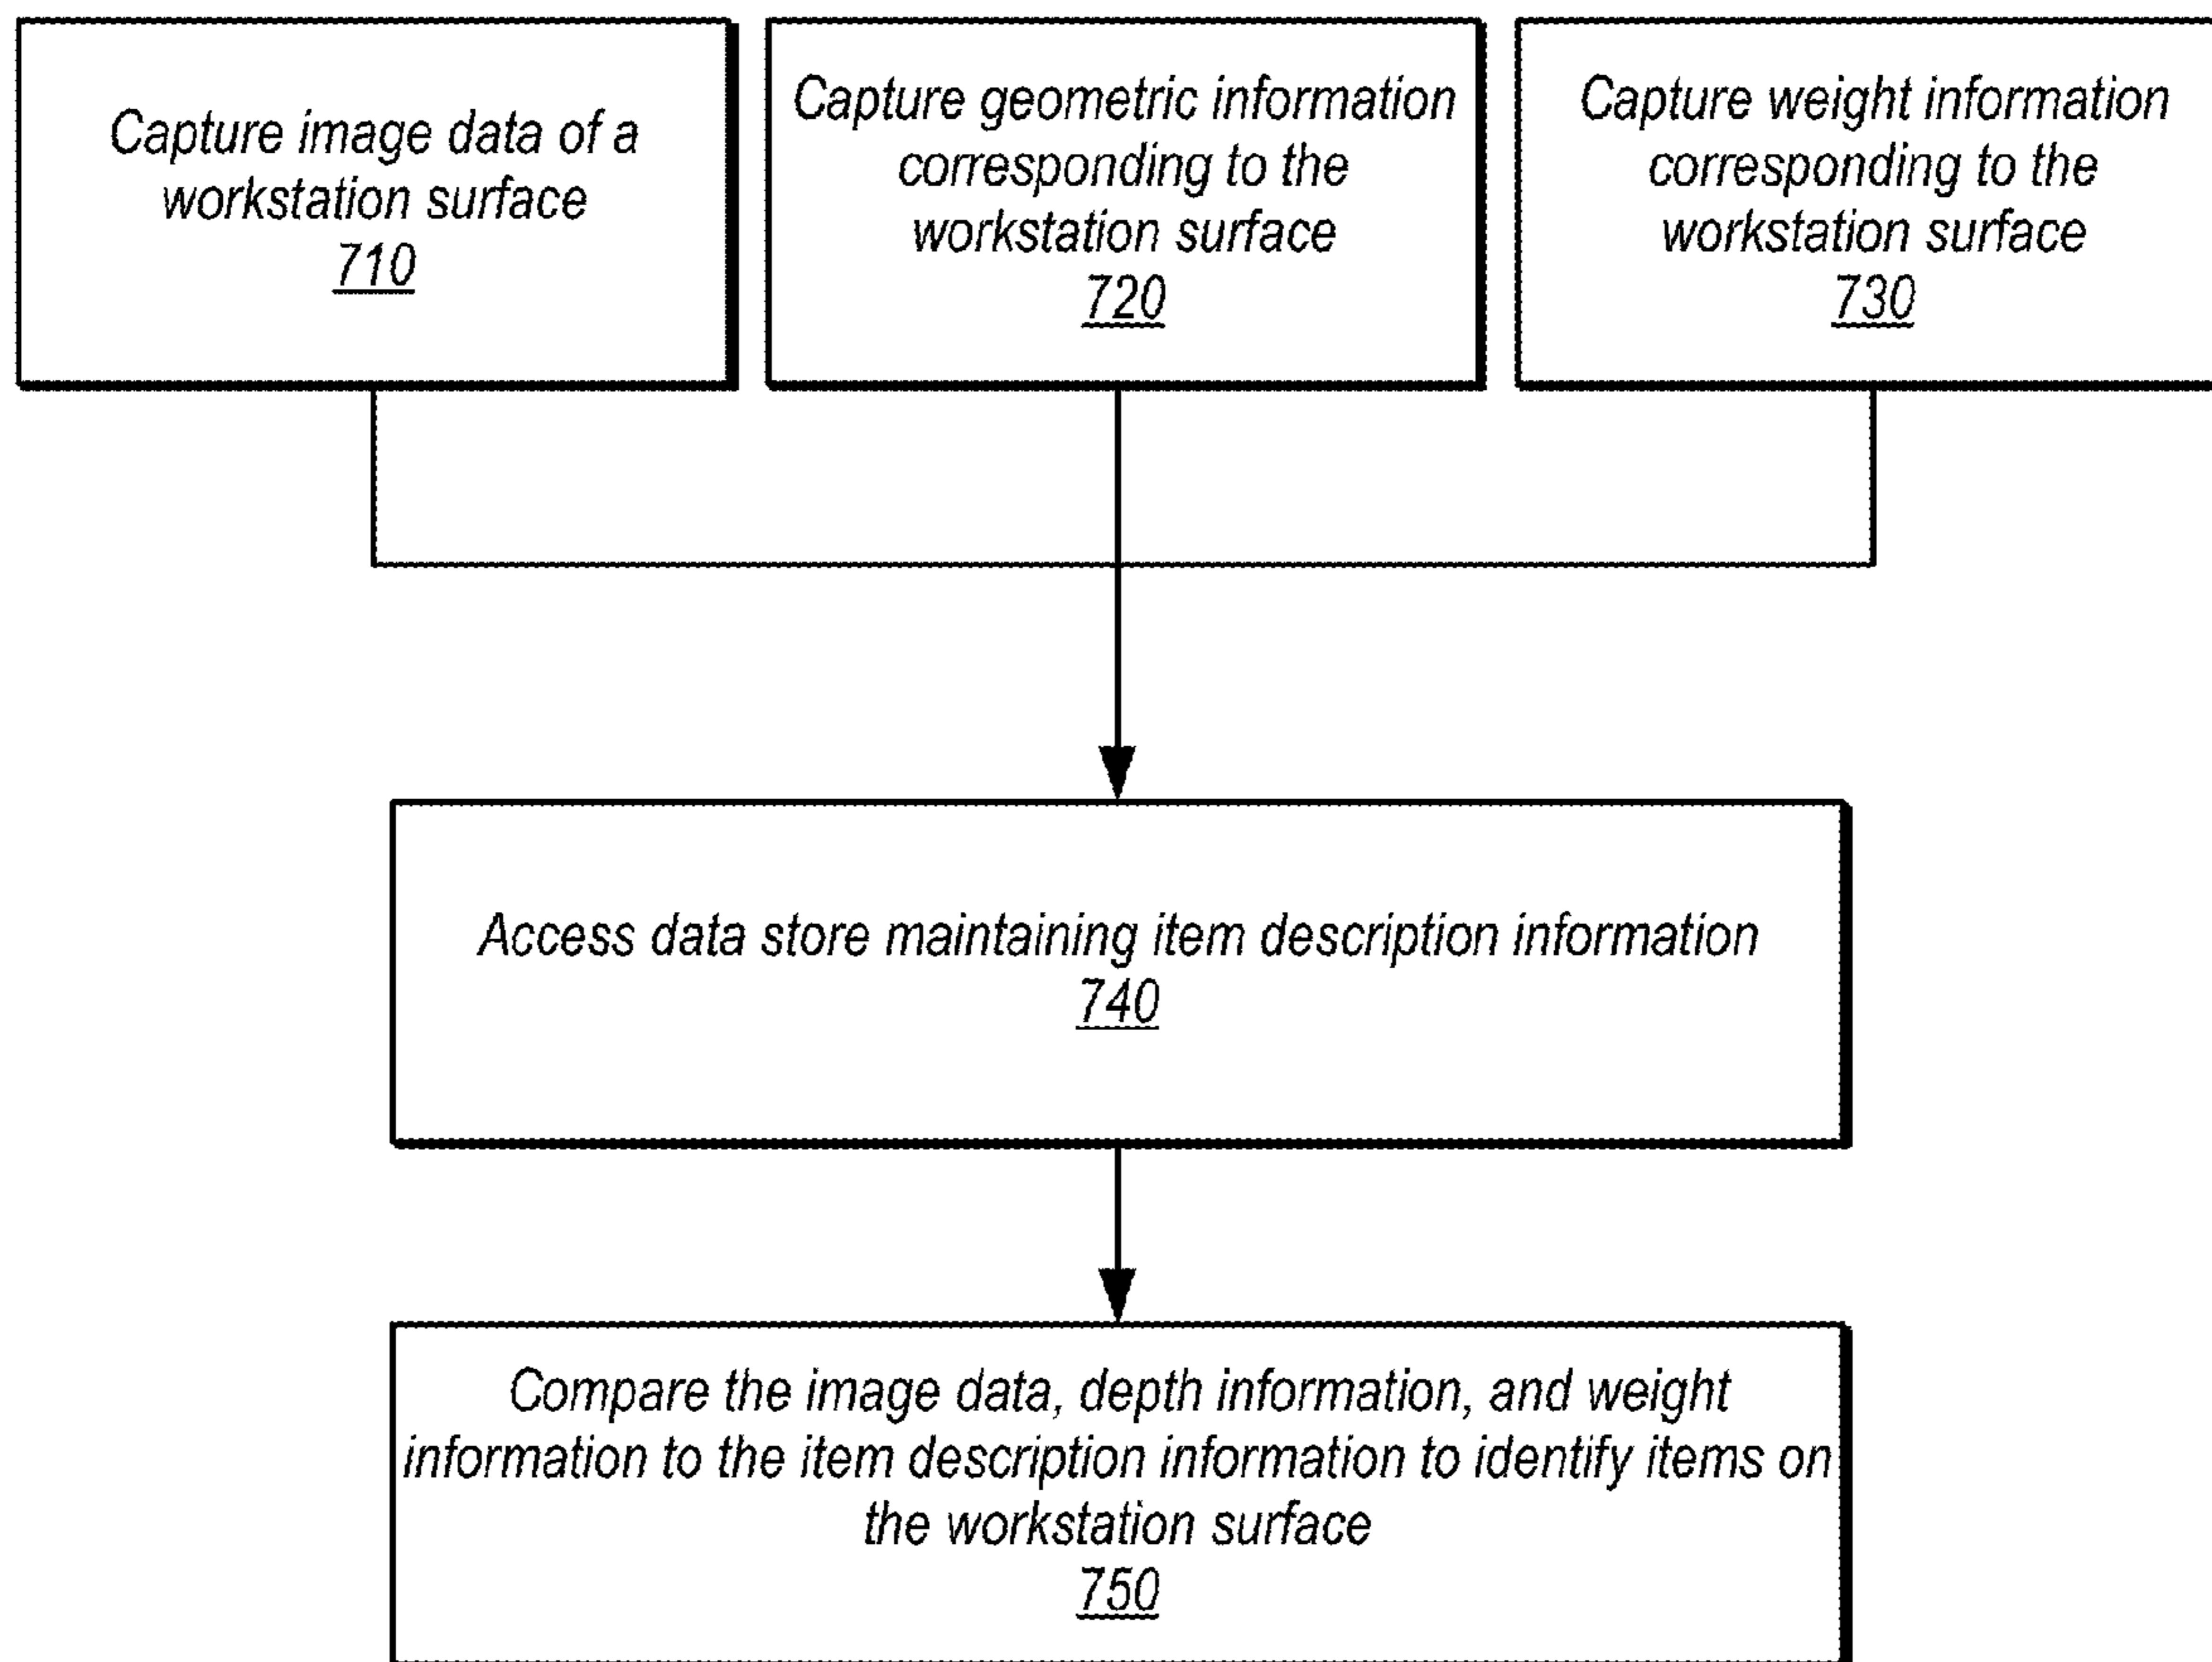 Capture image data of a
workstation surface
710
Capture geometric information
corresponding to the
workstation surface
720
Capture weight information
corresponding to the
workstation surface
730
Access data store maintaining item description information
740
Compare the image data, depth information, and weight
information to the item description information to identify items on
the workstation surface
750